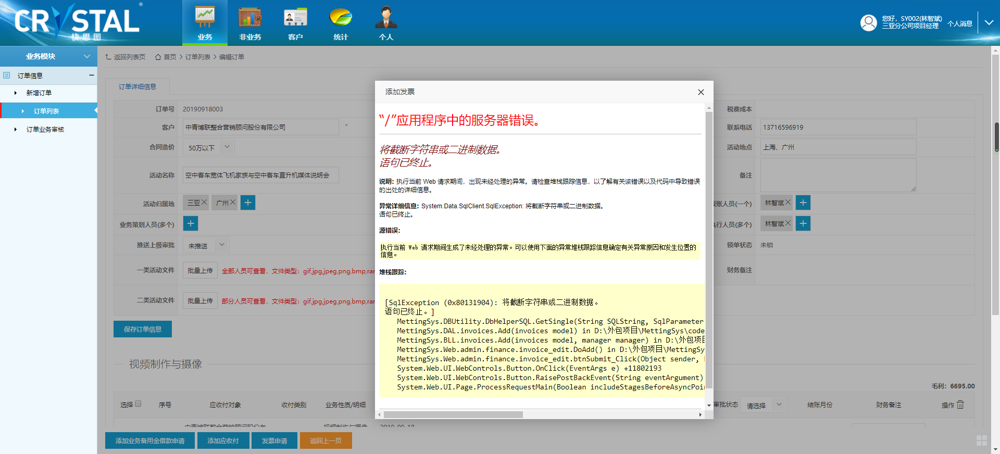 CRYSTAL
®
快思图
业务
非业务
客户
统计
个人
您好，SY002(林智斌)
三亚分公司项目经理
个人消息
业务模块
订单信息
新增订单
订单列表
订单业务审核
返回列表页
首页
订单列表
编辑订单
订单详细信息
订单号
20190918003
税费成本
客户
中青博联整合营销顾问股份有限公司
*
联系电话
13716596919
合同造价
50万以下
活动地点
上海、广州
活动名称
空中客车宽体飞机家族与空中客车直升机媒体说明会
备注
活动归属地
三亚
广州
账人员(一个)
林智斌
业务策划人员(多个)
行人员(多个)
林智斌
推送上级审批
未推送
锁单状态
未锁
一类活动文件
批量上传
全部人员可查看，文件类型：gif,jpg,jpeg,png,bmp,rar
财务备注
二类活动文件
批量上传
部分人员可查看，文件类型：gif,jpg,jpeg,png,bmp,rar
保存订单信息
视频制作与摄像
毛利：6695.00
选择
序号
应收付对象
收付类别
业务性质/明细
审批状态
请选择
结账月份
财务备注
操作
中青博联整合营销顾问股份有
视频制作与摄像
2019-09-18
添加业务备用金借款申请
添加应收付
发票申请
返回上一页
添加发票
“/”应用程序中的服务器错误。
将截断字符串或二进制数据。
语句已终止。
说明: 执行当前 Web 请求期间，出现未经处理的异常。请检查堆栈跟踪信息，以了解有关该错误以及代码中导致错误
的出处的详细信息。
异常详细信息: System.Data.SqlClient.SqlException: 将截断字符串或二进制数据。
语句已终止。
源错误:
执行当前 Web 请求期间生成了未经处理的异常。可以使用下面的异常堆栈跟踪信息确定有关异常原因和发生位置的
信息。
堆栈跟踪:
[SqlException (0x80131904): 将截断字符串或二进制数据。
语句已终止。]
MettingSys.DBUtility.DbHelperSQL.GetSingle(String SQLString, SqlParameter
MettingSys.DAL.invoices.Add(invoices model) in D:\外包项目\MettingSys\code
MettingSys.BLL.invoices.Add(invoices model, manager manager) in D:\外包项目
MettingSys.Web.admin.finance.invoice_edit.DoAdd() in D:\外包项目\MettingSy
MettingSys.Web.admin.finance.invoice_edit.btnSubmit_Click(Object sender,
System.Web.UI.WebControls.Button.OnClick(EventArgs e) +11802193
System.Web.UI.WebControls.Button.RaisePostBackEvent(String eventArgument)
System.Web.UI.Page.ProcessRequestMain(Boolean includeStagesBeforeAsyncPoi